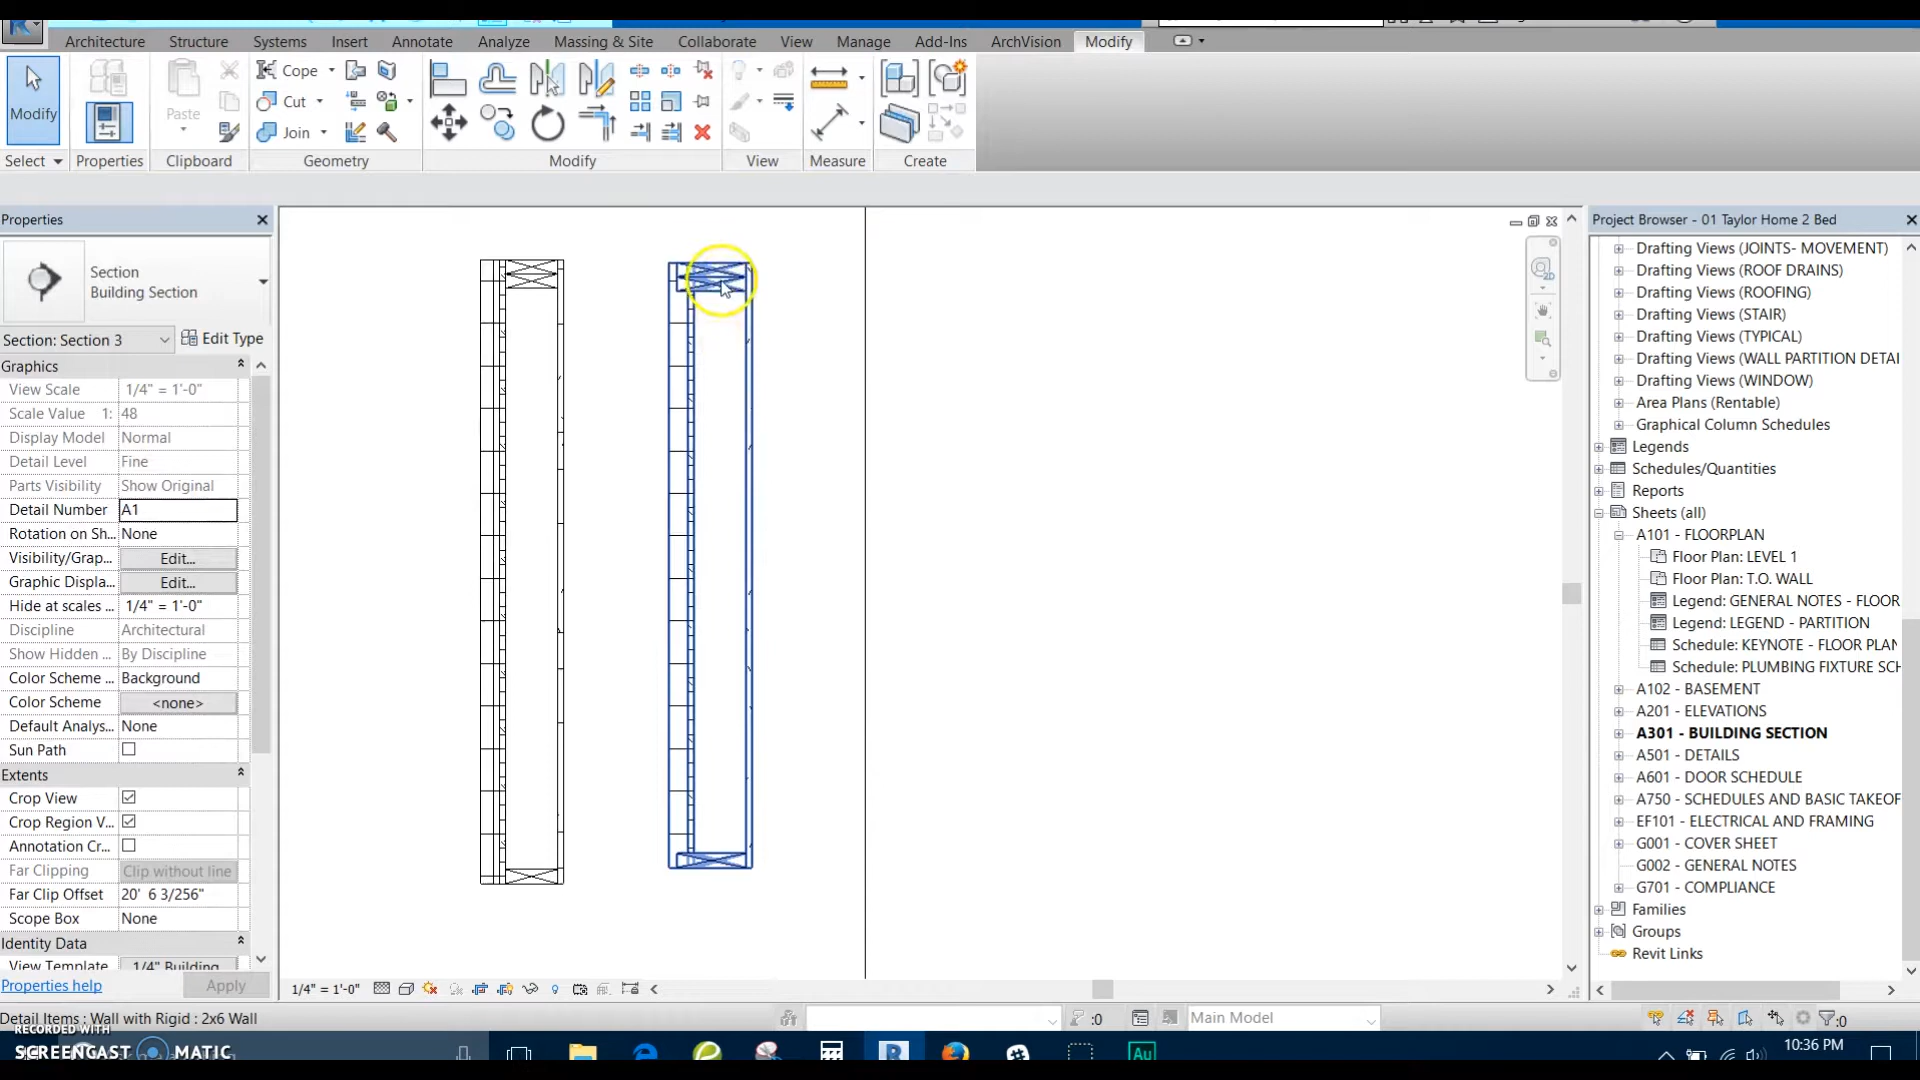 Architecture Structure Systems Insert Annotate Analyze Massing & Site Collaborate View Manage Add-Ins ArchVision Modify
Modify
Paste
Cope
Cut
Join
Select Properties Clipboard Geometry Modify View Measure Create
Properties
Section
Building Section
Section: Section 3 Edit Type
Graphics
View Scale 1/4" = 1'-0"
Scale Value 1: 48
Display Model Normal
Detail Level Fine
Parts Visibility Show Original
Detail Number A1
Rotation on Sh... None
Visibility/Grap... Edit...
Graphic Displa... Edit...
Hide at scales ... 1/4" = 1'-0"
Discipline Architectural
Show Hidden ... By Discipline
Color Scheme ... Background
Color Scheme <none>
Default Analys... None
Sun Path
Extents
Crop View
Crop Region V...
Annotation Cr...
Far Clipping Clip without line
Far Clip Offset 20' 6 3/256"
Scope Box None
Identity Data
View Template 1/4" Building
Properties help Apply
1/4" = 1'-0"
Project Browser - 01 Taylor Home 2 Bed
Drafting Views (JOINTS- MOVEMENT)
Drafting Views (ROOF DRAINS)
Drafting Views (ROOFING)
Drafting Views (STAIR)
Drafting Views (TYPICAL)
Drafting Views (WALL PARTITION DETAI
Drafting Views (WINDOW)
Area Plans (Rentable)
Graphical Column Schedules
Legends
Schedules/Quantities
Reports
Sheets (all)
A101 - FLOORPLAN
Floor Plan: LEVEL 1
Floor Plan: T.O. WALL
Legend: GENERAL NOTES - FLOOR
Legend: LEGEND - PARTITION
Schedule: KEYNOTE - FLOOR PLAN
Schedule: PLUMBING FIXTURE SCH
A102 - BASEMENT
A201 - ELEVATIONS
A301 - BUILDING SECTION
A501 - DETAILS
A601 - DOOR SCHEDULE
A750 - SCHEDULES AND BASIC TAKEOF
EF101 - ELECTRICAL AND FRAMING
G001 - COVER SHEET
G002 - GENERAL NOTES
G701 - COMPLIANCE
Families
Groups
Revit Links
Detail Items : Wall with Rigid : 2x6 Wall
:0
Main Model
:0
RECORDED WITH
SCREENCAST MATIC
R
Au
10:36 PM